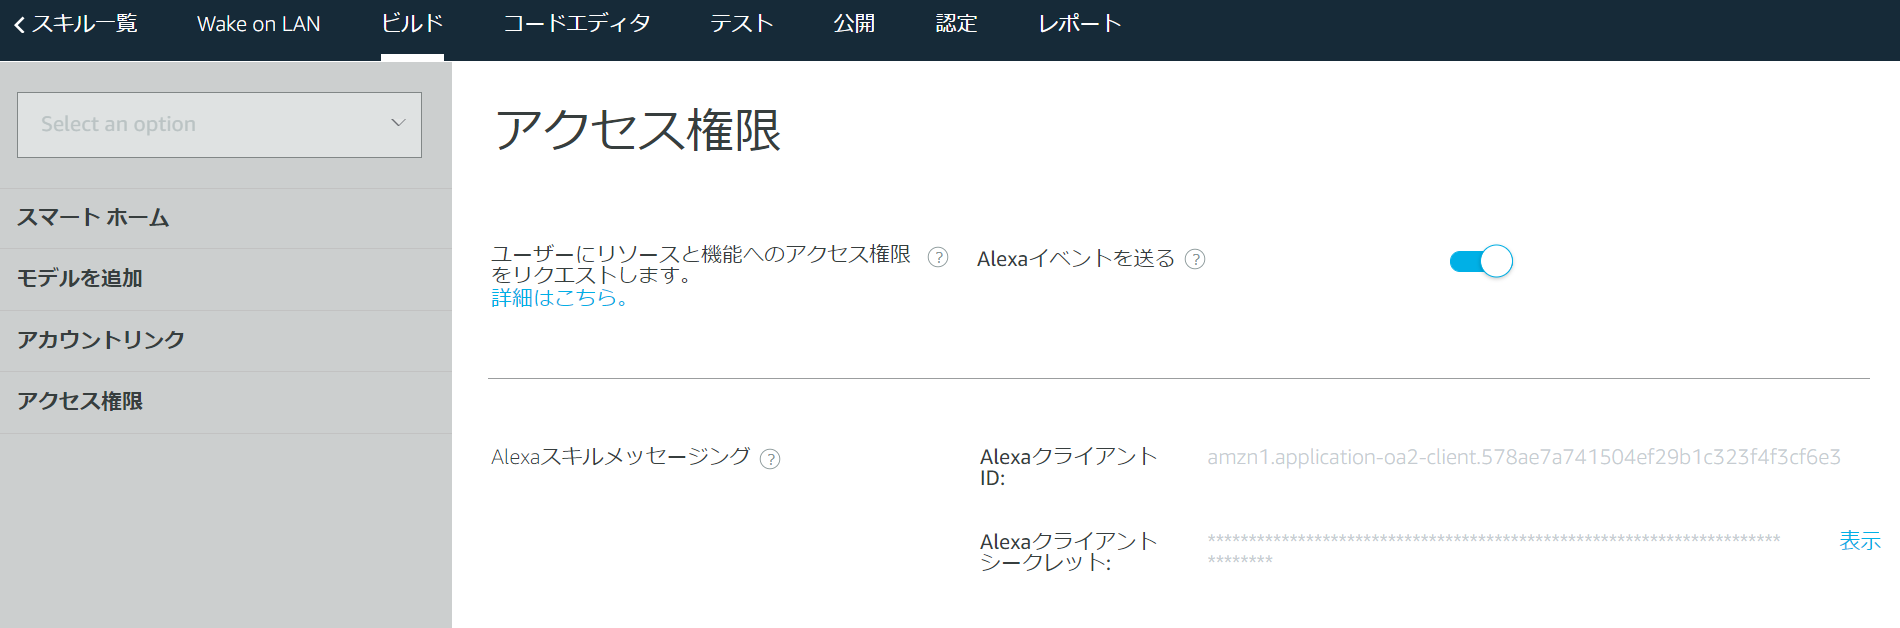 スキル一覧 Wake on LAN ビルド コードエディタ テスト 公開 認定 レポート
Select an option
スマート ホーム
モデルを追加
アカウントリンク
アクセス権限
アクセス権限
ユーザーにリソースと機能へのアクセス権限
をリクエストします。
詳細はこちら。
Alexaイベントを送る
Alexaスキルメッセージング
Alexaクライアント
ID:
amzn1.application-oa2-client.578ae7a741504ef29b1c323f4f3cf6e3
Alexaクライアント
シークレット:
**********************************************************************
********
表示